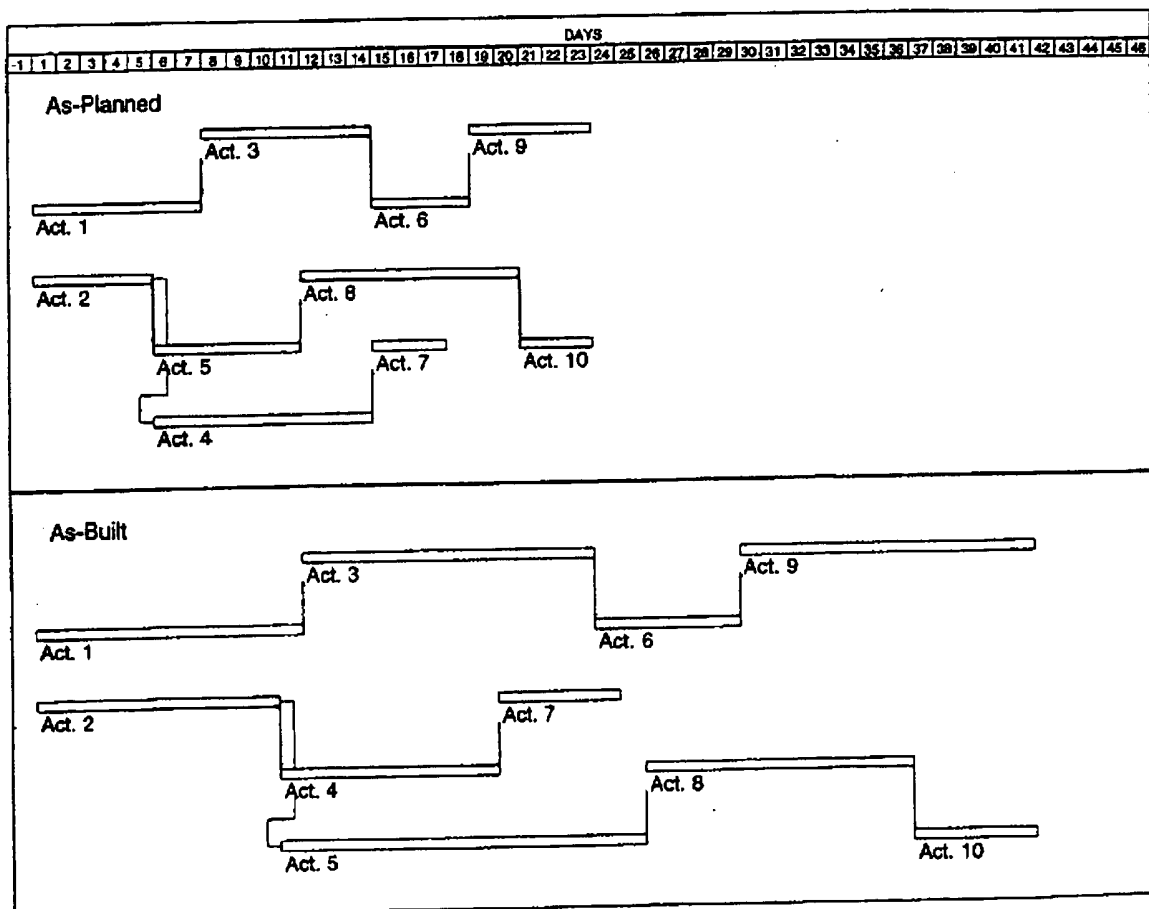 DAYS
-1 1 2 3 4 5 6 7 8 9 10 11 12 13 14 15 16 17 18 19 20 21 22 23 24 25 26 27 28 29 30 31 32 33 34 35 36 37 38 39 40 41 42 43 44 45 46
As-Planned
Act. 3
Act. 9
Act. 1
Act. 6
Act. 2
Act. 8
Act. 5
Act. 7
Act. 10
Act. 4
As-Built
Act. 3
Act. 9
Act. 1
Act. 6
Act. 2
Act. 7
Act. 4
Act. 8
Act. 5
Act. 10